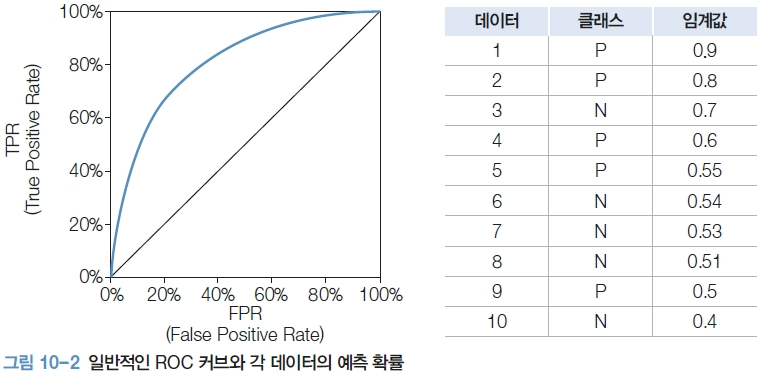 100%
80%
60%
40%
20%
0%
TPR
(True Positive Rate)
0% 20% 40% 60% 80% 100%
FPR
(False Positive Rate)
그림 10-2 일반적인 ROC 커브와 각 데이터의 예측 확률
데이터 클래스 임계값
1 P 0.9
2 P 0.8
3 N 0.7
4 P 0.6
5 P 0.55
6 N 0.54
7 N 0.53
8 N 0.51
9 P 0.5
10 N 0.4